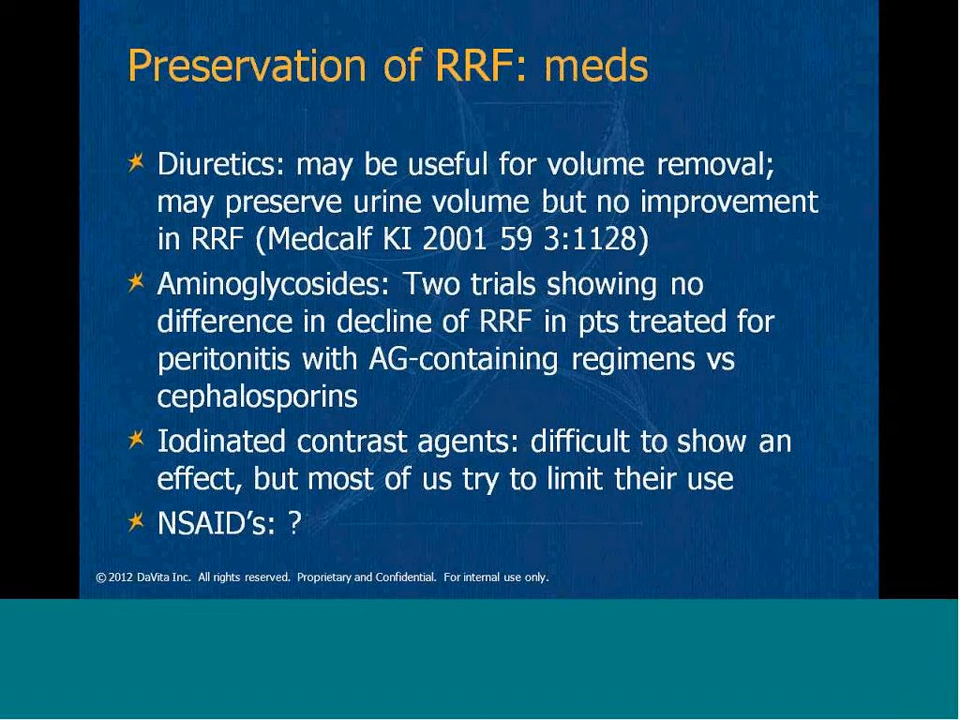 Preservation of RRF: meds
Diuretics: may be useful for volume removal;
may preserve urine volume but no improvement
in RRF (Medcalf KI 2001 59 3:1128)
Aminoglycosides: Two trials showing no
difference in decline of RRF in pts treated for
peritonitis with AG-containing regimens vs
cephalosporins
Iodinated contrast agents: difficult to show an
effect, but most of us try to limit their use
NSAID's: ?
© 2012 DaVita Inc. All rights reserved. Proprietary and Confidential. For internal use only.